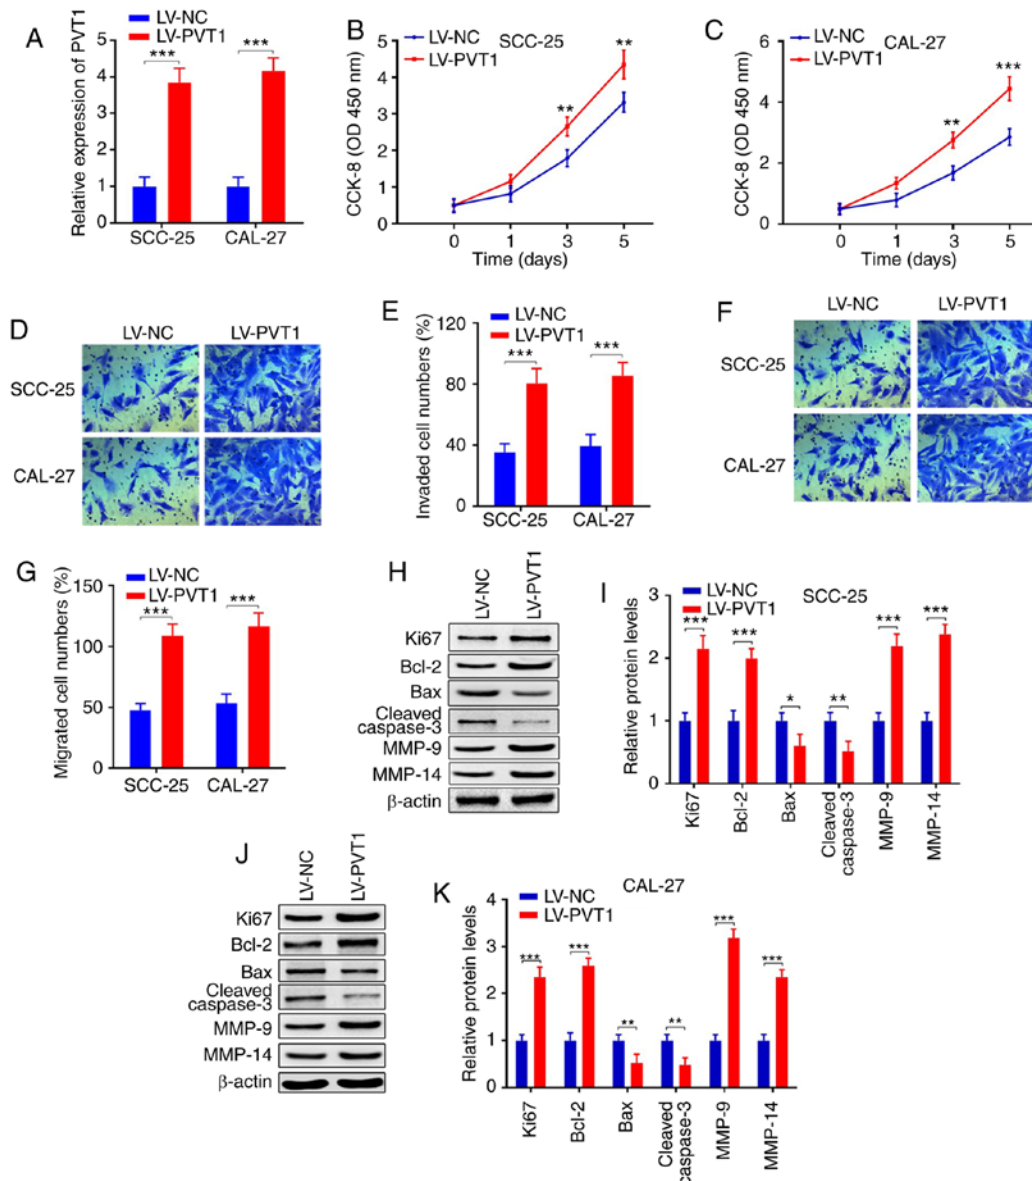 A
Relative expression of PVT1
LV-NC
LV-PVT1
***
***
5
4
3
2
1
0
SCC-25
CAL-27
B
CCK-8 (OD 450 nm)
LV-NC
LV-PVT1
SCC-25
**
**
5
4
3
2
1
0
0
1
3
5
Time (days)
C
CCK-8 (OD 450 nm)
LV-NC
LV-PVT1
CAL-27
**
***
6
4
2
0
0
1
3
5
Time (days)
D
LV-NC
LV-PVT1
SCC-25
CAL-27
E
Invaded cell numbers (%)
LV-NC
LV-PVT1
***
***
120
80
40
0
SCC-25
CAL-27
F
LV-NC
LV-PVT1
SCC-25
CAL-27
G
Migrated cell numbers (%)
LV-NC
LV-PVT1
***
***
150
100
50
0
SCC-25
CAL-27
H
LV-NC
LV-PVT1
Ki67
Bcl-2
Bax
Cleaved
caspase-3
MMP-9
MMP-14
β-actin
I
Relative protein levels
LV-NC
LV-PVT1
SCC-25
***
***
*
**
***
***
3
2
1
0
Ki67
Bcl-2
Bax
Cleaved
caspase-3
MMP-9
MMP-14
J
LV-NC
LV-PVT1
Ki67
Bcl-2
Bax
Cleaved
caspase-3
MMP-9
MMP-14
β-actin
K
Relative protein levels
LV-NC
LV-PVT1
CAL-27
***
***
**
**
***
***
4
3
2
1
0
Ki67
Bcl-2
Bax
Cleaved
caspase-3
MMP-9
MMP-14